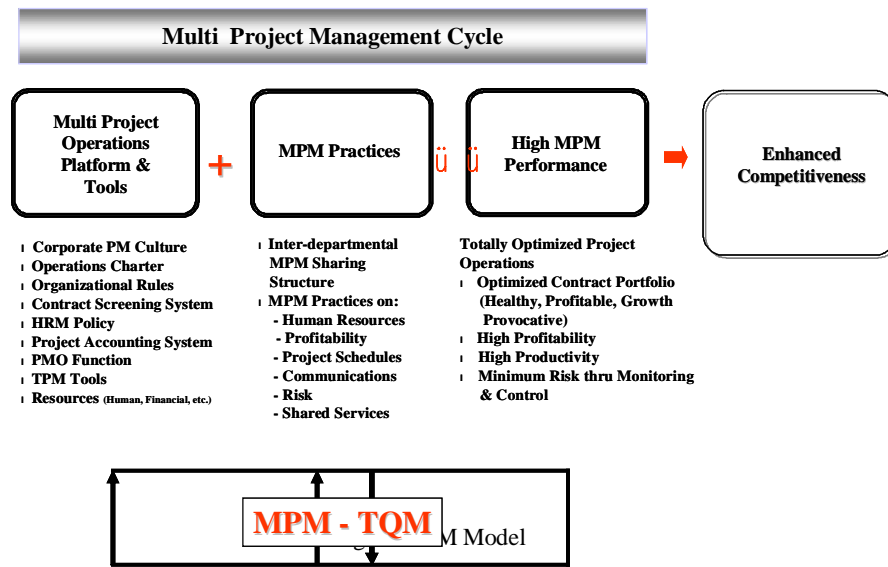 Multi Project Management Cycle
Multi Project
Operations
Platform &
Tools
+
MPM Practices
ü ü
High MPM
Performance
Enhanced
Competitiveness
ı Corporate PM Culture
ı Operations Charter
ı Organizational Rules
ı Contract Screening System
ı HRM Policy
ı Project Accounting System
ı PMO Function
ı TPM Tools
ı Resources (Human, Financial, etc.)
ı Inter-departmental
MPM Sharing
Structure
ı MPM Practices on:
- Human Resources
- Profitability
- Project Schedules
- Communications
- Risk
- Shared Services
Totally Optimized Project
Operations
ı Optimized Contract Portfolio
(Healthy, Profitable, Growth
Provocative)
ı High Profitability
ı High Productivity
ı Minimum Risk thru Monitoring
& Control
MPM - TQM
M Model